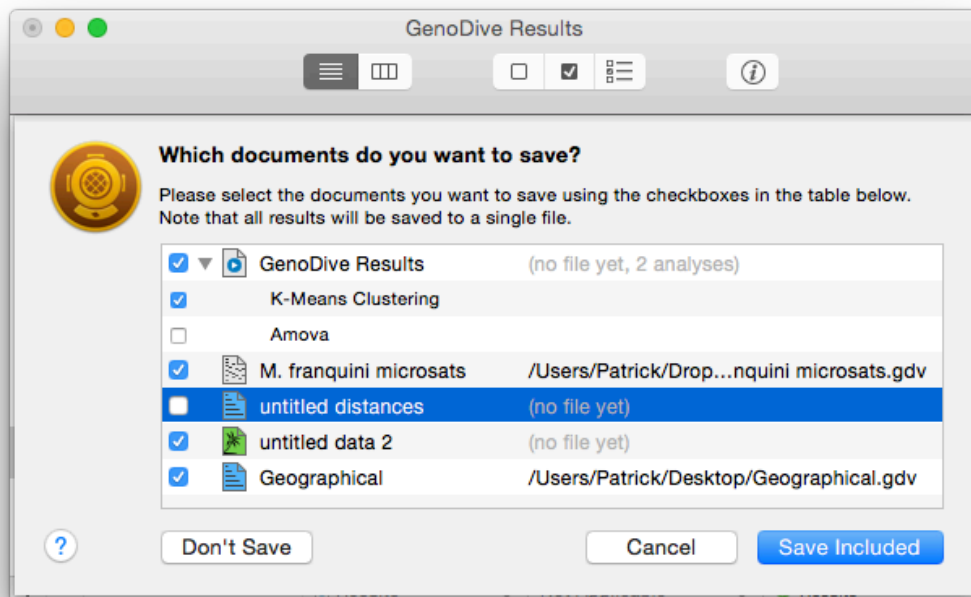 GenoDive Results
Which documents do you want to save?
Please select the documents you want to save using the checkboxes in the table below.
Note that all results will be saved to a single file.
GenoDive Results (no file yet, 2 analyses)
K-Means Clustering
Amova
M. franquini microsats /Users/Patrick/Drop...nquini microsats.gdv
untitled distances (no file yet)
untitled data 2 (no file yet)
Geographical /Users/Patrick/Desktop/Geographical.gdv
? Don't Save Cancel Save Included